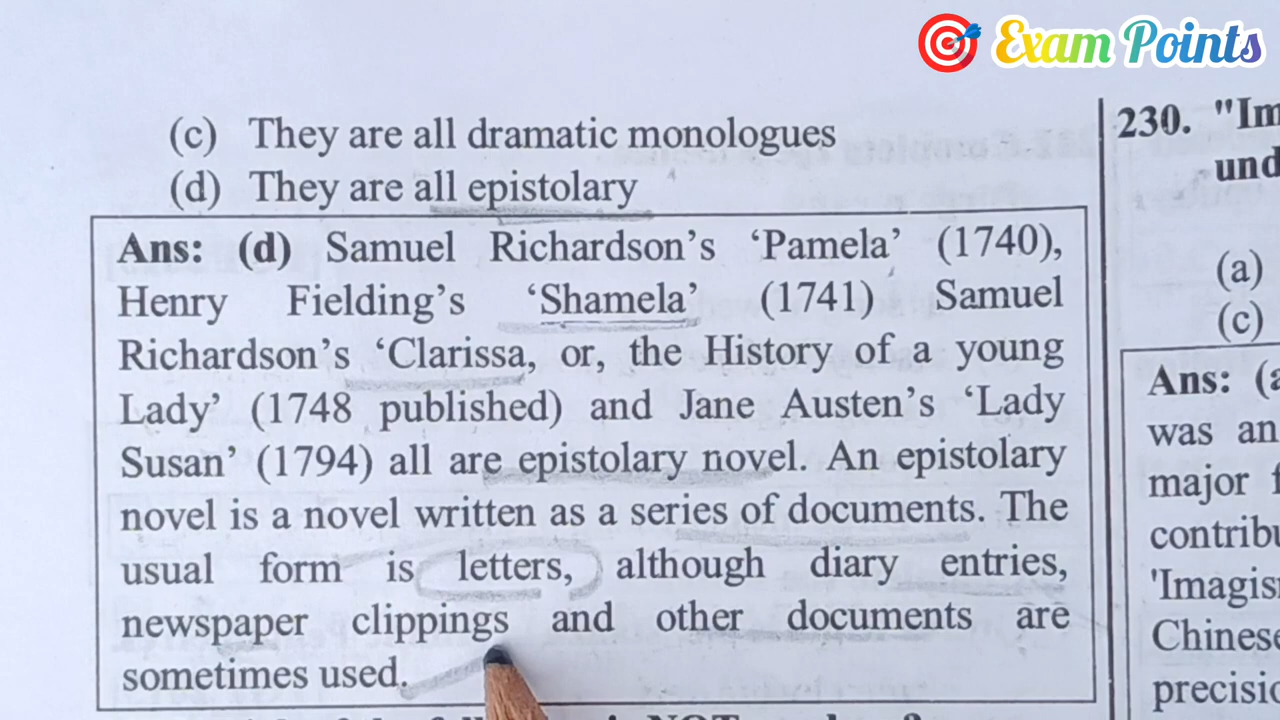 Exam Points
(c) They are all dramatic monologues
(d) They are all epistolary
Ans: (d) Samuel Richardson's 'Pamela' (1740),
Henry Fielding's 'Shamela' (1741) Samuel
Richardson's 'Clarissa, or, the History of a young
Lady' (1748 published) and Jane Austen's 'Lady
Susan' (1794) all are epistolary novel. An epistolary
novel is a novel written as a series of documents. The
usual form is letters, although diary entries,
newspaper clippings and other documents are
sometimes used.
230. "Im
und
(a)
(c)
Ans: (a
was an
major f
contribu
'Imagis
Chinese
precisio